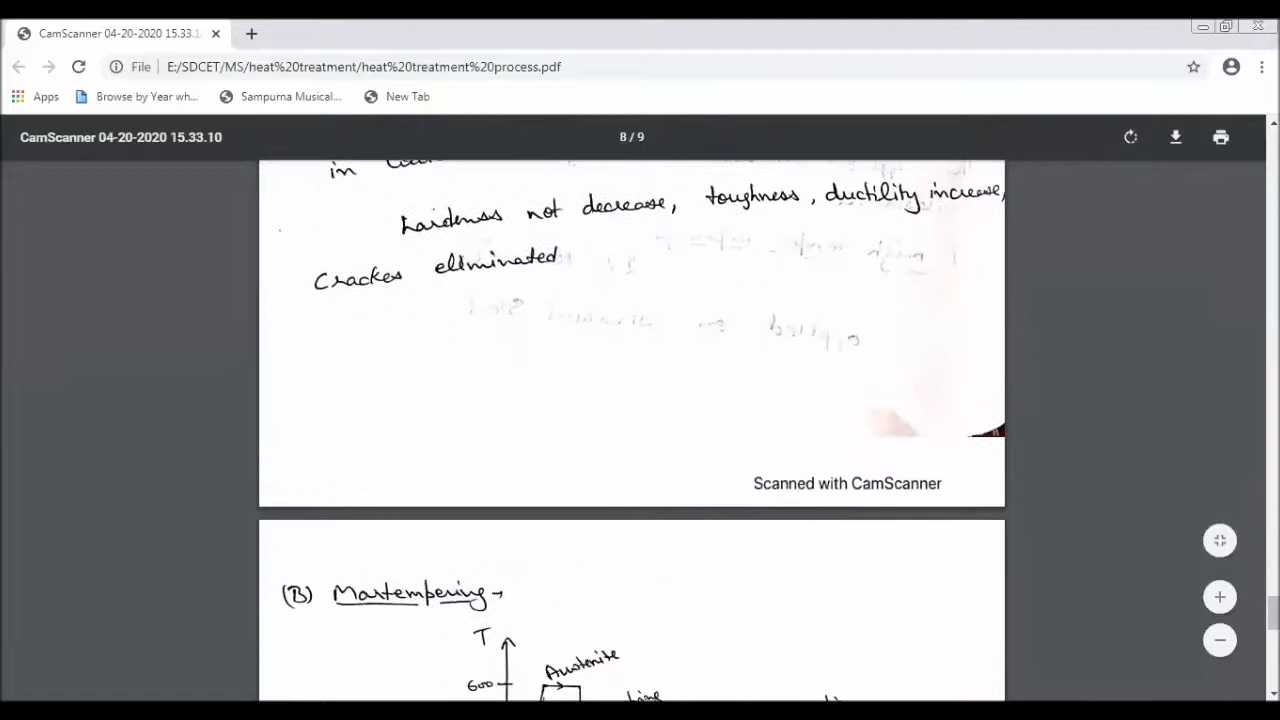 CamScanner 04-20-2020 15.33.1
File | E:/SDCET/MS/heat%20treatment/heat%20treatment%20process.pdf
Apps Browse by Year wh... Sampurna Musical... New Tab
CamScanner 04-20-2020 15.33.10 8 / 9
in
hardness not decrease, toughness, ductility increase,
Crackes elliminated
Scanned with CamScanner
(B) Martempering →
T
Austenite
600
line